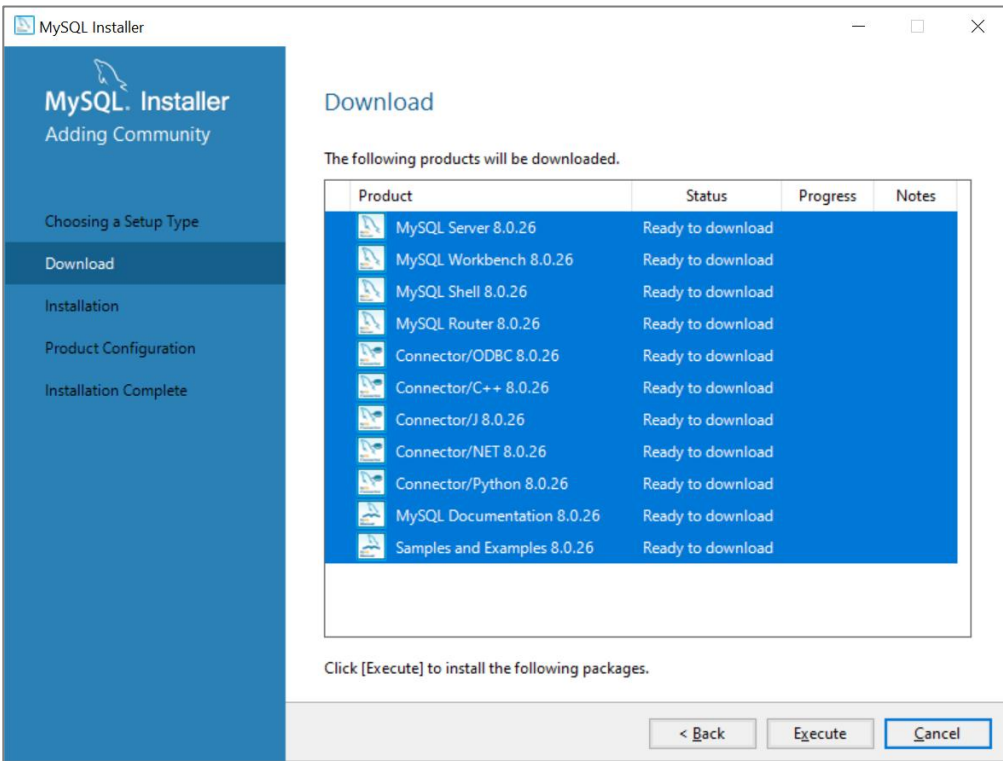 MySQL Installer
MySQL. Installer
Adding Community
Choosing a Setup Type
Download
Installation
Product Configuration
Installation Complete
Download
The following products will be downloaded.
Product Status Progress Notes
MySQL Server 8.0.26 Ready to download
MySQL Workbench 8.0.26 Ready to download
MySQL Shell 8.0.26 Ready to download
MySQL Router 8.0.26 Ready to download
Connector/ODBC 8.0.26 Ready to download
Connector/C++ 8.0.26 Ready to download
Connector/J 8.0.26 Ready to download
Connector/NET 8.0.26 Ready to download
Connector/Python 8.0.26 Ready to download
MySQL Documentation 8.0.26 Ready to download
Samples and Examples 8.0.26 Ready to download
Click [Execute] to install the following packages.
< Back Execute Cancel